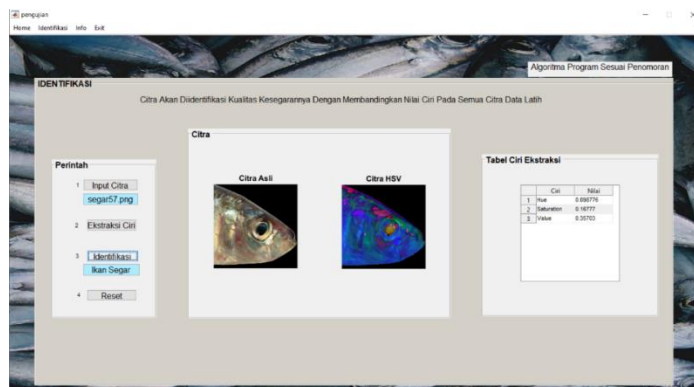 pengujian
Home Identifikasi Info Exit
Algoritma Program Sesuai Penomoran
IDENTIFIKASI
Citra Akan Diidentifikasi Kualitas Kesegarannya Dengan Membandingkan Nilai Ciri Pada Semua Citra Data Latih
Perintah
1 Input Citra
segar57.png
2 Ekstraksi Ciri
3 Identifikasi
Ikan Segar
4 Reset
Citra
Citra Asli Citra HSV
Tabel Ciri Ekstraksi
Ciri Nilai
1 Hue 0.098776
2 Saturation 0.16777
3 Value 0.35703